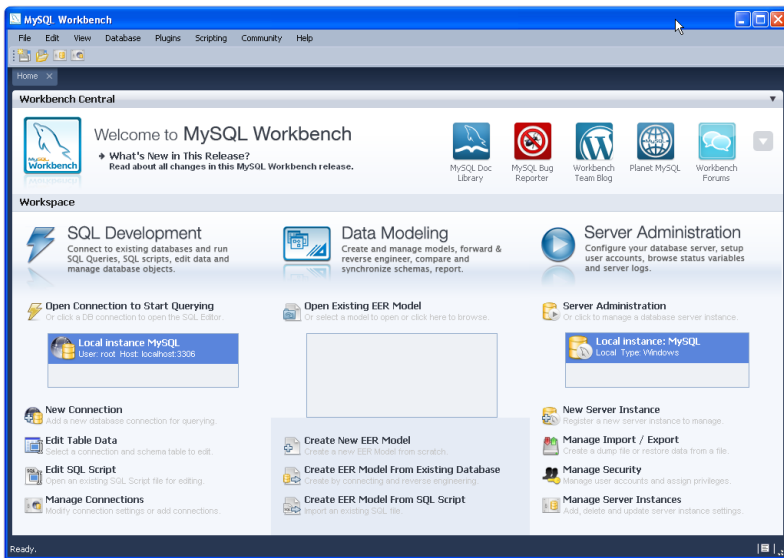 MySQL Workbench
File Edit View Database Plugins Scripting Community Help
Home
Workbench Central
MySQL
Workbench
Welcome to MySQL Workbench
What's New in This Release?
Read about all changes in this MySQL Workbench release.
MySQL Doc
Library
MySQL Bug
Reporter
Workbench
Team Blog
Planet MySQL
Workbench
Forums
Workspace
SQL Development
Connect to existing databases and run
SQL Queries, SQL scripts, edit data and
manage database objects.
Open Connection to Start Querying
Or click a DB connection to open the SQL Editor.
Local instance MySQL
User: root Host: localhost:3306
New Connection
Add a new database connection for querying.
Edit Table Data
Select a connection and schema table to edit.
Edit SQL Script
Open an existing SQL Script file for editing.
Manage Connections
Modify connection settings or add connections.
Data Modeling
Create and manage models, forward &
reverse engineer, compare and
synchronize schemas, report.
Open Existing EER Model
Or select a model to open or click here to browse.
Create New EER Model
Create a new EER Model from scratch.
Create EER Model From Existing Database
Create by connecting and reverse engineering.
Create EER Model From SQL Script
Import an existing SQL file.
Server Administration
Configure your database server, setup
user accounts, browse status variables
and server logs.
Server Administration
Or click to manage a database server instance.
Local instance: MySQL
Local Type: Windows
New Server Instance
Register a new server instance to manage.
Manage Import / Export
Create a dump file or restore data from a file.
Manage Security
Manage user accounts and assign privileges.
Manage Server Instances
Add, delete and update server instance settings.
Ready.